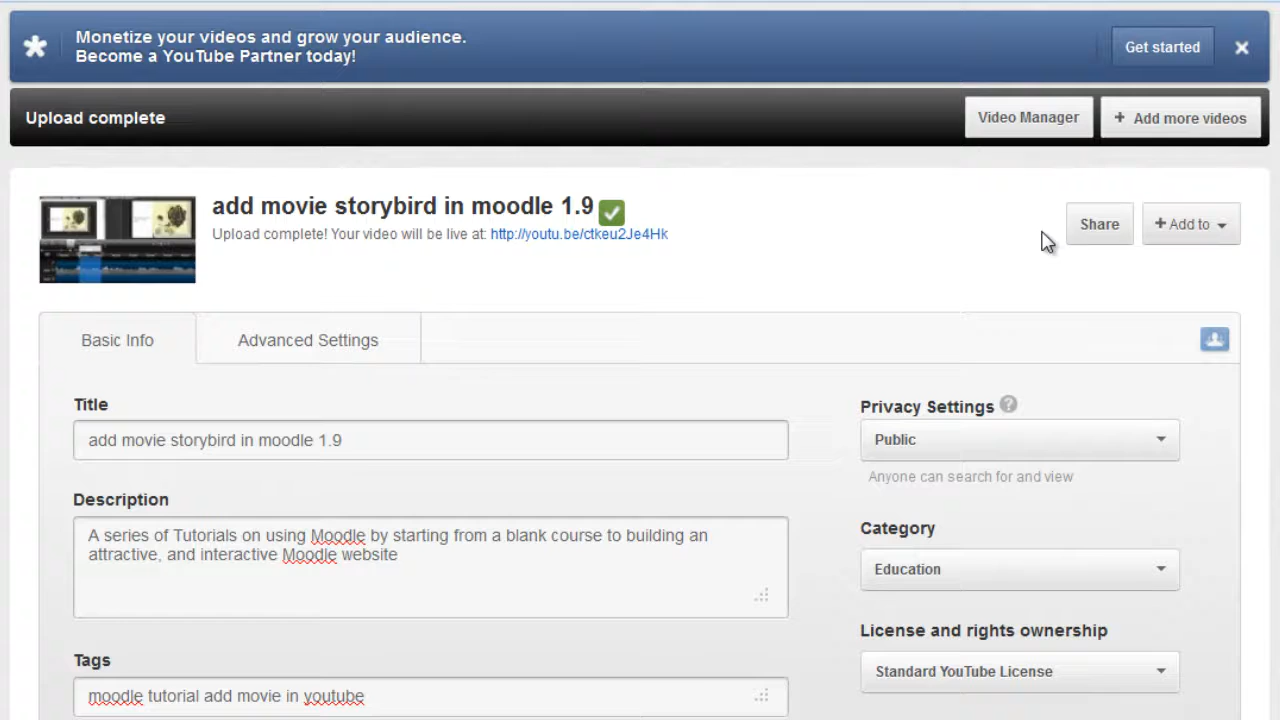 Monetize your videos and grow your audience.
Become a YouTube Partner today!
Get started
Upload complete
Video Manager
+ Add more videos
add movie storybird in moodle 1.9
Upload complete! Your video will be live at: http://youtu.be/ctkeu2Je4Hk
Share
+ Add to
Basic Info
Advanced Settings
Title
add movie storybird in moodle 1.9
Description
A series of Tutorials on using Moodle by starting from a blank course to building an
attractive, and interactive Moodle website
Tags
moodle tutorial add movie in youtube
Privacy Settings ?
Public
Anyone can search for and view
Category
Education
License and rights ownership
Standard YouTube License